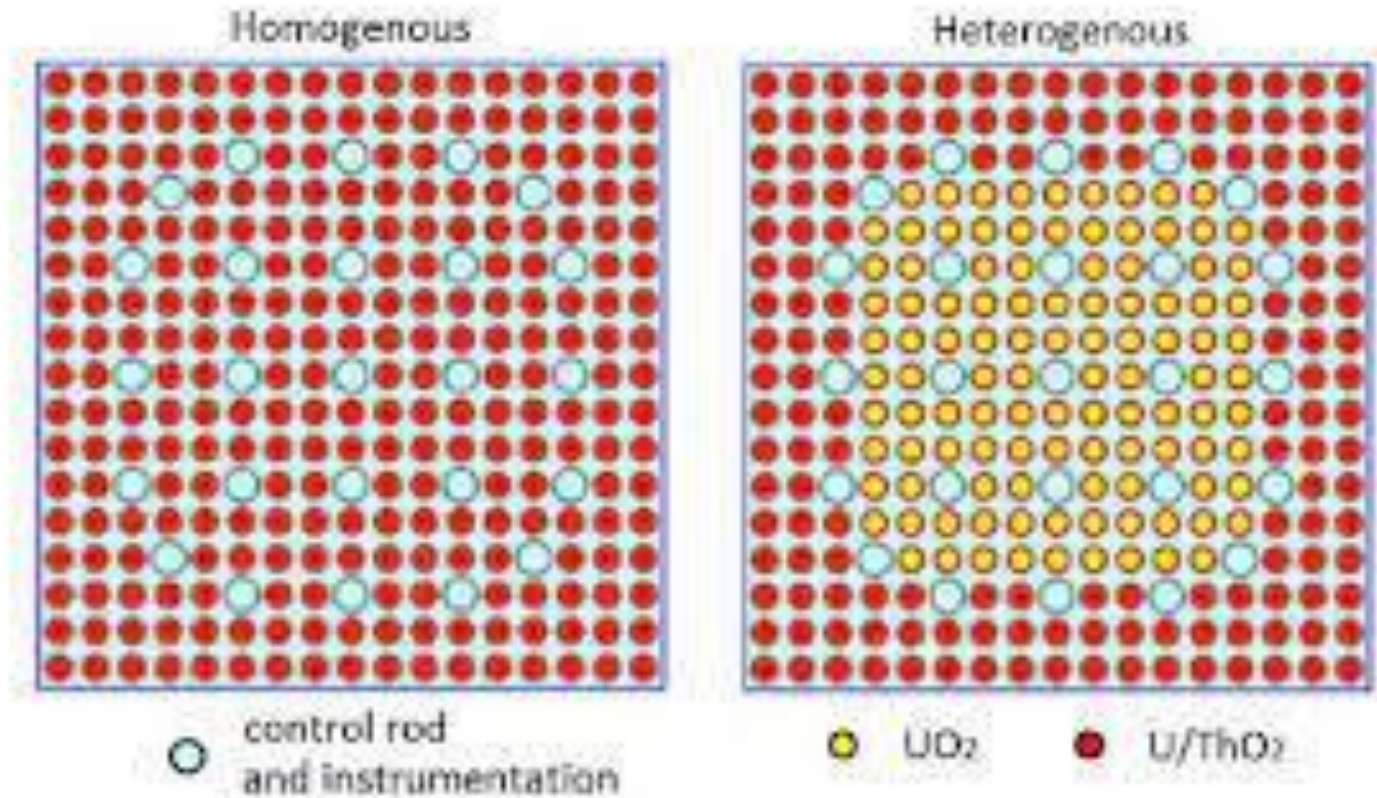 Homogenous
Heterogenous
control rod
and instrumentation
UO₂
U/ThO₂